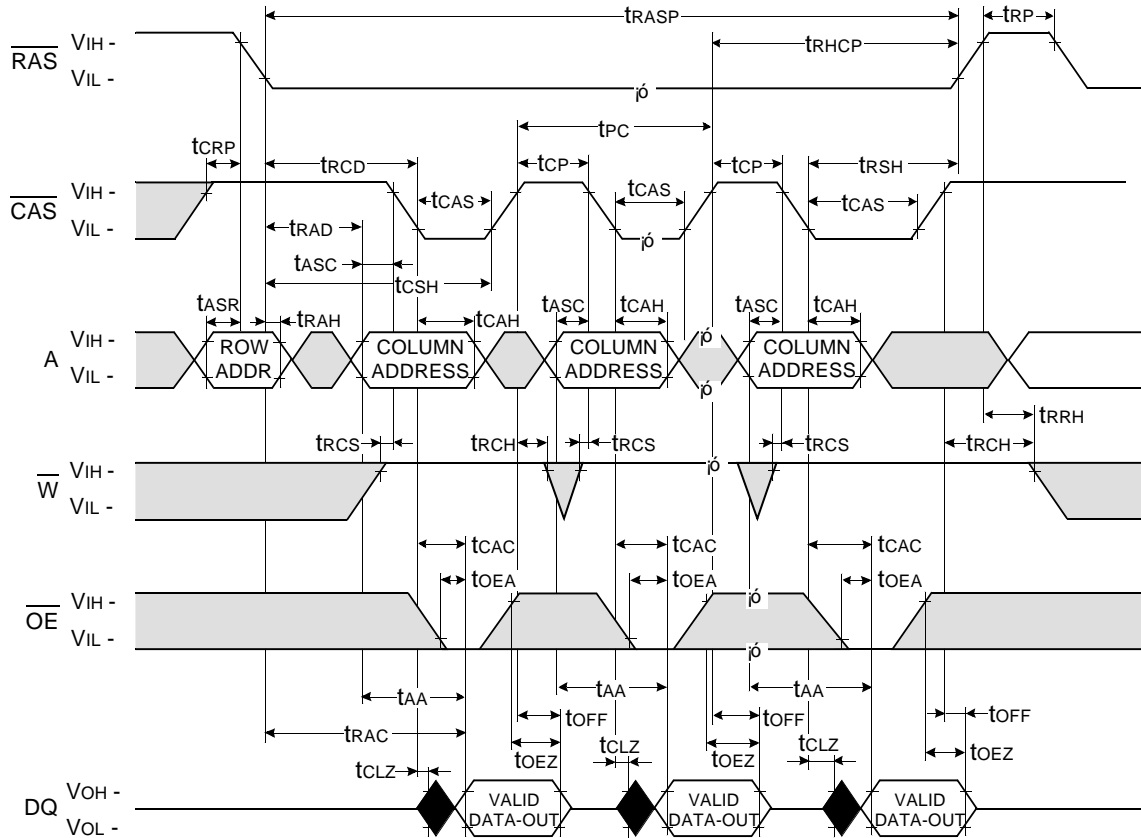 tRASP
tRP
tRHCP
RAS
VIH -
VIL -
¡ó
tCRP
tRCD
tPC
tCP
tCP
tRSH
CAS
VIH -
VIL -
tCAS
tCAS
tCAS
¡ó
tRAD
tASC
tCSH
tASR
tRAH
tCAH
tASC
tCAH
tASC
tCAH
A
VIH -
VIL -
ROW
ADDR
COLUMN
ADDRESS
COLUMN
ADDRESS
¡ó
¡ó
COLUMN
ADDRESS
tRRH
tRCS
tRCH
tRCS
tRCS
tRCH
W
VIH -
VIL -
¡ó
tCAC
tCAC
tCAC
tOEA
tOEA
tOEA
OE
VIH -
VIL -
¡ó
¡ó
tAA
tAA
tAA
tOFF
tOFF
tOFF
tRAC
tCLZ
tOEZ
tCLZ
tOEZ
tCLZ
tOEZ
DQ
VOH -
VOL -
VALID
DATA-OUT
VALID
DATA-OUT
VALID
DATA-OUT